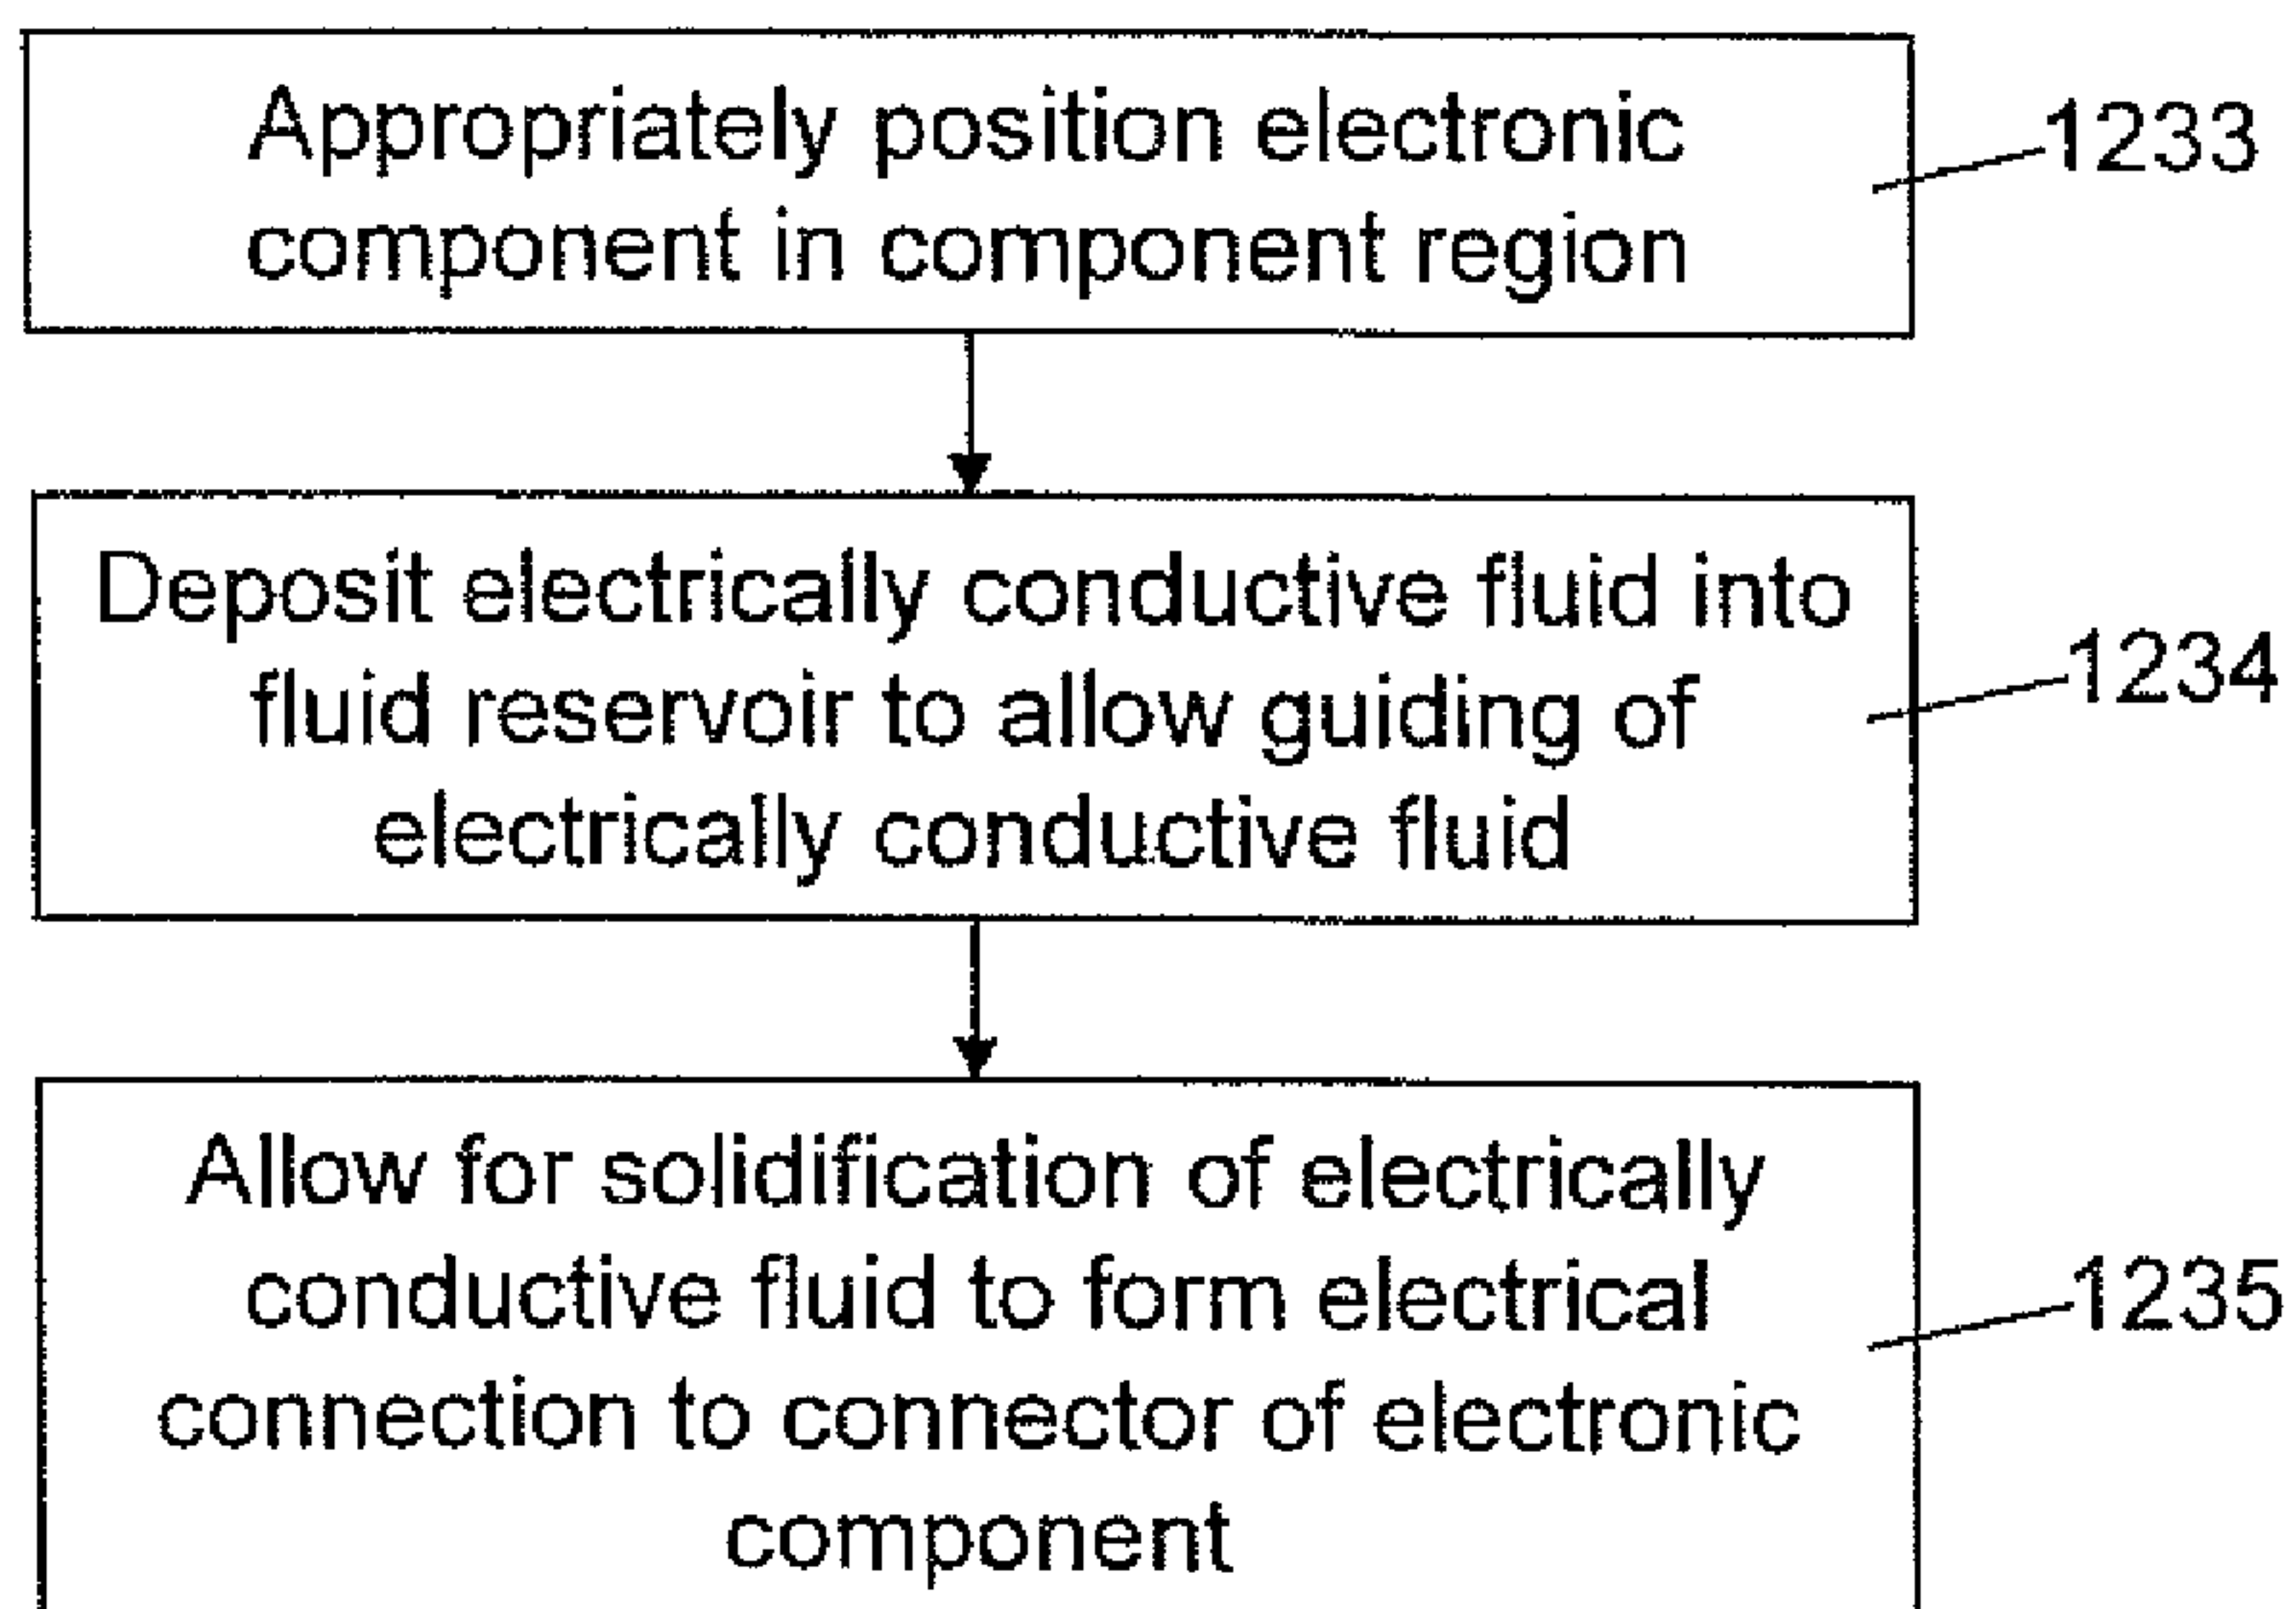 Appropriately position electronic
component in component region
1233
Deposit electrically conductive fluid into
fluid reservoir to allow guiding of
electrically conductive fluid
1234
Allow for solidification of electrically
conductive fluid to form electrical
connection to connector of electronic
component
1235